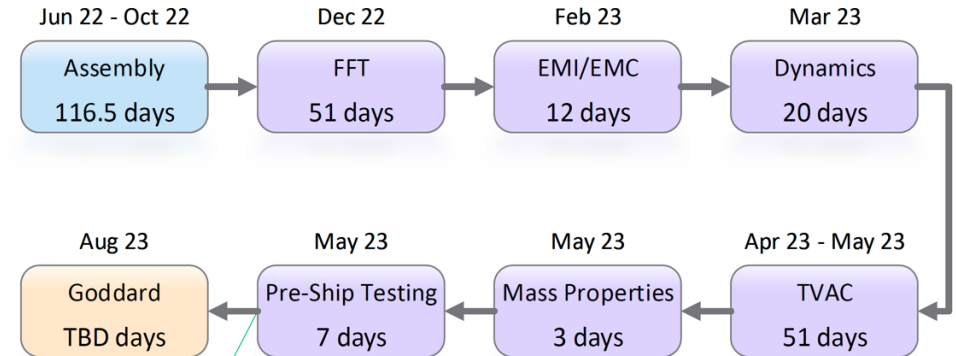 Jun 22 - Oct 22
Assembly
116.5 days
Dec 22
FFT
51 days
Feb 23
EMI/EMC
12 days
Mar 23
Dynamics
20 days
Apr 23 - May 23
TVAC
51 days
May 23
Mass Properties
3 days
May 23
Pre-Ship Testing
7 days
Aug 23
Goddard
TBD days